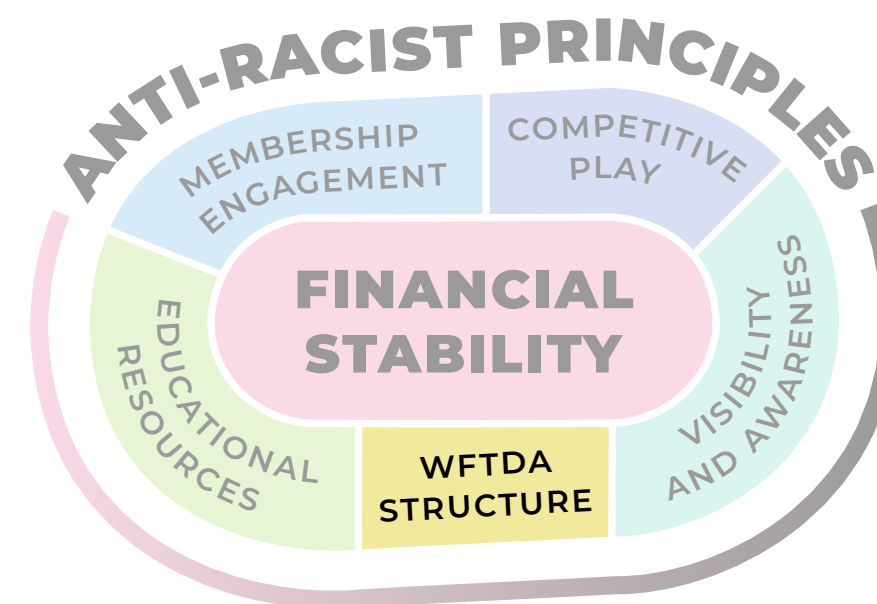 ANTI-RACIST PRINCIPLES
MEMBERSHIP
ENGAGEMENT
COMPETITIVE
PLAY
FINANCIAL
STABILITY
EDUCATIONAL
RESOURCES
VISIBILITY
AND AWARENESS
WFTDA
STRUCTURE